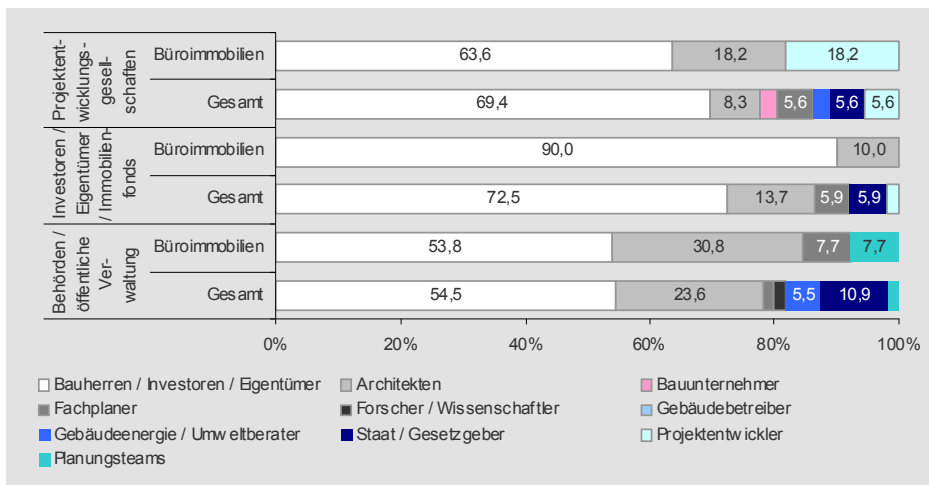 Projektent-
wicklungs-
gesell-
schaften
Büroimmobilien
63,6
18,2
18,2
Gesamt
69,4
8,3
5,6
5,6
5,6
Investoren /
Eigentümer
/ Immobilien-
fonds
Büroimmobilien
90,0
10,0
Gesamt
72,5
13,7
5,9
5,9
Behörden /
öffentliche
Ver-
waltung
Büroimmobilien
53,8
30,8
7,7
7,7
Gesamt
54,5
23,6
5,5
10,9
0% 20% 40% 60% 80% 100%
Bauherren / Investoren / Eigentümer
Architekten
Bauunternehmer
Fachplaner
Forscher / Wissenschaftler
Gebäudebetreiber
Gebäudeenergie / Umweltberater
Staat / Gesetzgeber
Projektentwickler
Planungsteams